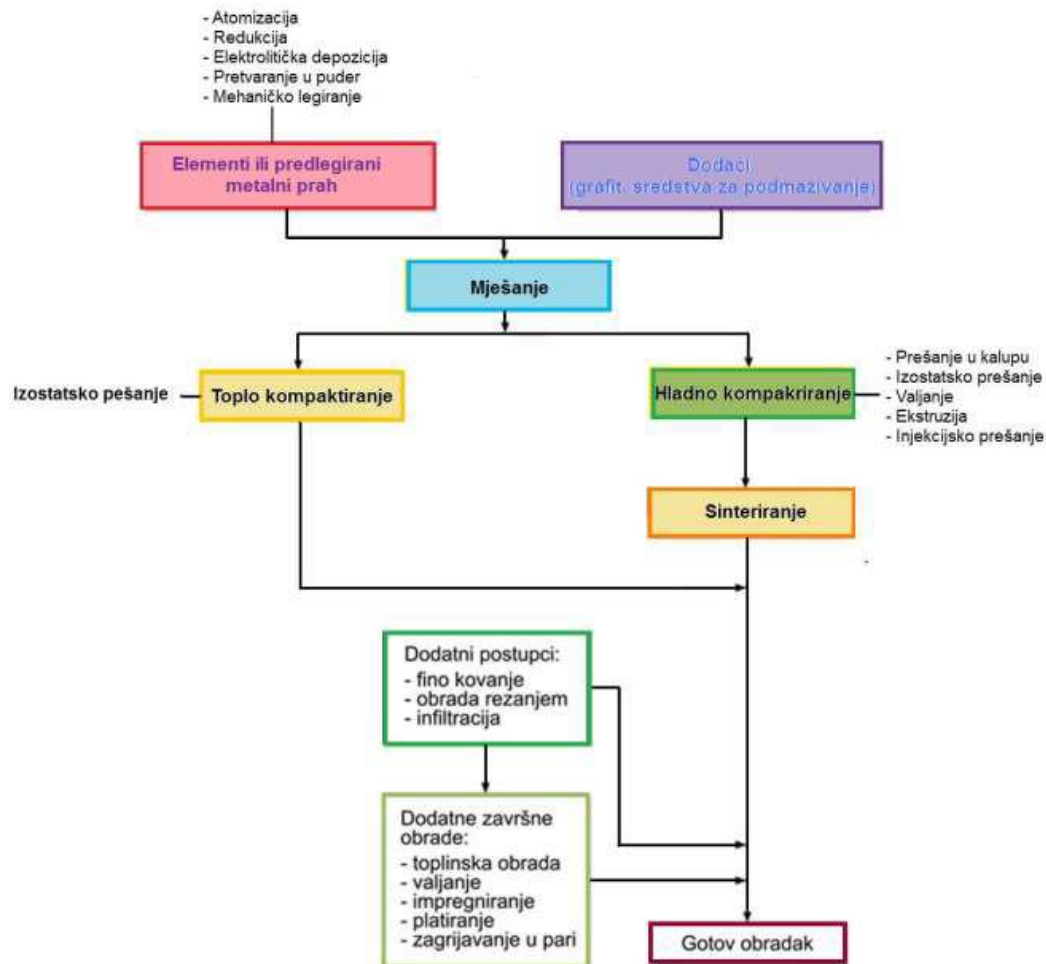 - Atomizacija
- Redukcija
- Elektrolitička depozicija
- Pretvaranje u puder
- Mehaničko legiranje
Elementi ili predlegirani
metalni prah
Dodaci
(grafit. sredstva za podmazivanje)
Mješanje
Izostatsko pešanje
Toplo kompaktiranje
Hladno kompakriranje
- Prešanje u kalupu
- Izostatsko prešanje
- Valjanje
- Ekstruzija
- Injekcijsko prešanje
Sinteriranje
Dodatni postupci:
- fino kovanje
- obrada rezanjem
- infiltracija
Dodatne završne
obrade:
- toplinska obrada
- valjanje
- impregniranje
- platiranje
- zagrijavanje u pari
Gotov obradak